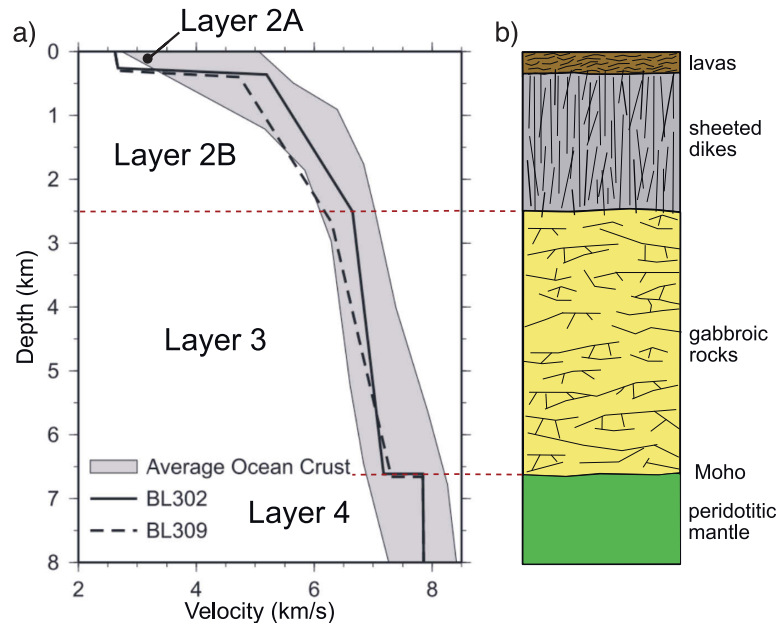 a)
Layer 2A
0
1
2
3
4
5
6
7
8
Depth (km)
Layer 2B
Layer 3
Average Ocean Crust
BL302
BL309
Layer 4
2
4
6
8
Velocity (km/s)
b)
lavas
sheeted
dikes
gabbroic
rocks
Moho
peridotitic
mantle